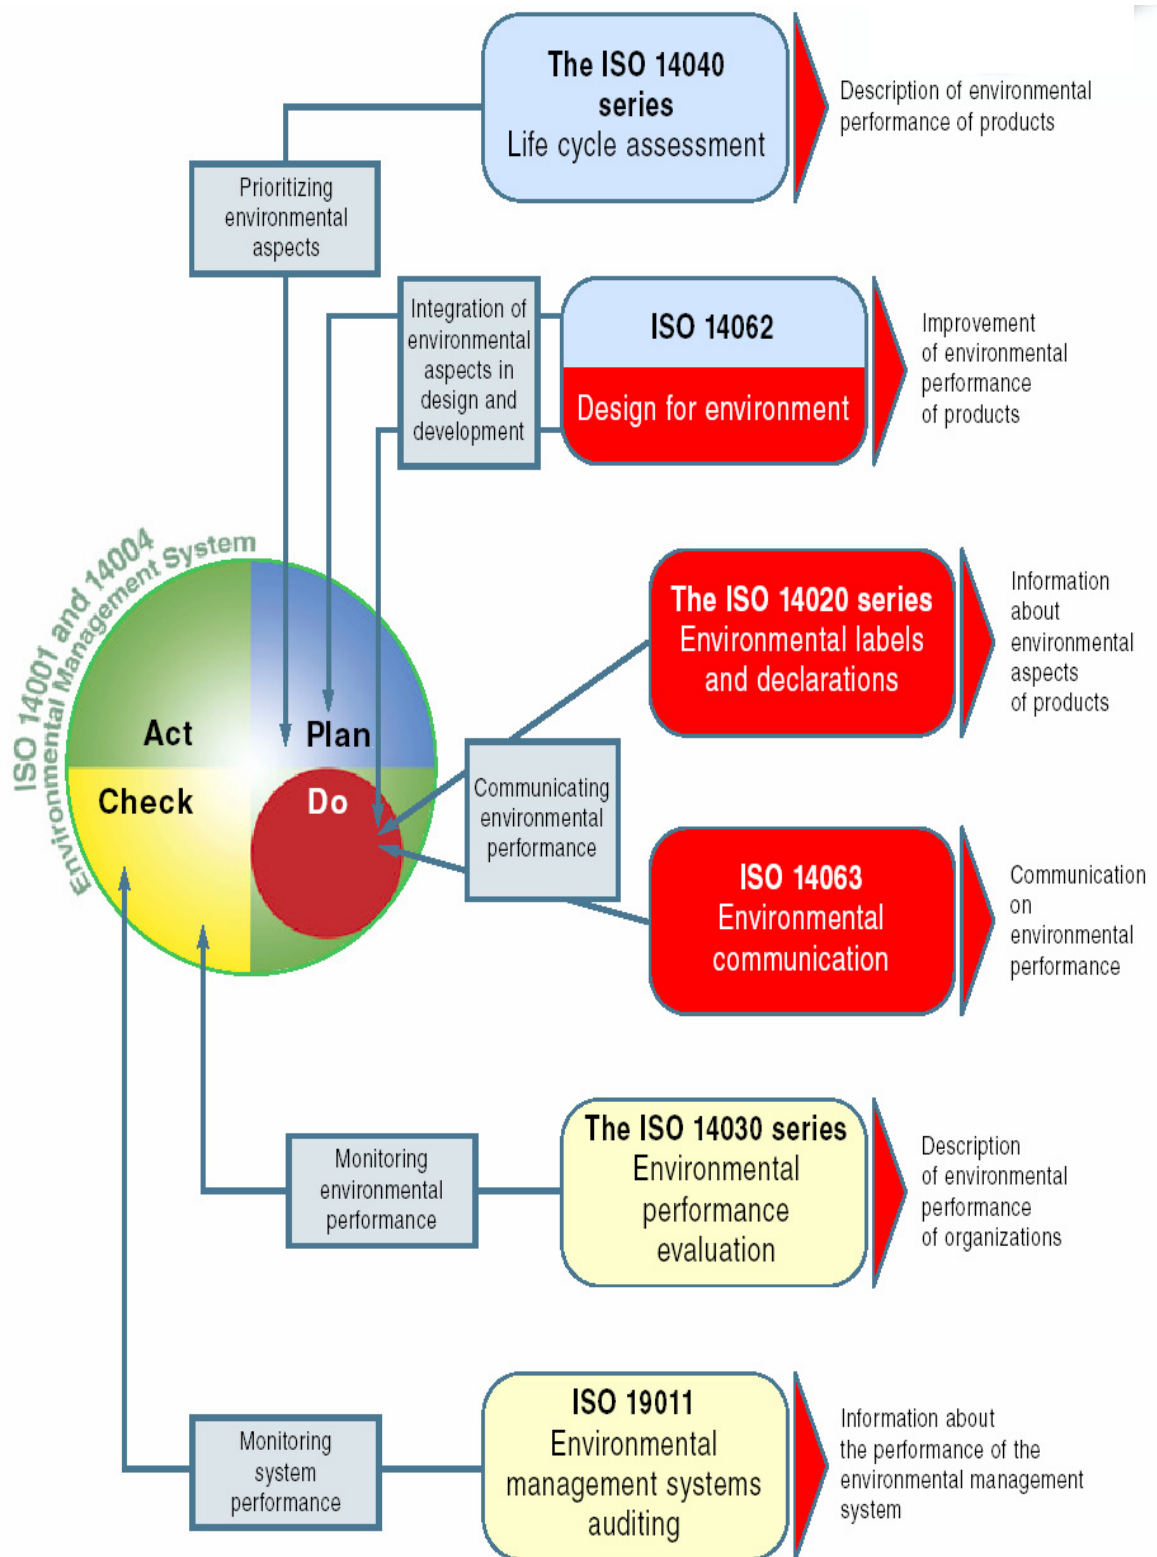 The ISO 14040
series
Life cycle assessment
Description of environmental
performance of products
Prioritizing
environmental
aspects
Integration of
environmental
aspects in
design and
development
ISO 14062
Design for environment
Improvement
of environmental
performance
of products
ISO 14001 and 14004
Environmental Management System
Act
Plan
Check
Do
The ISO 14020 series
Environmental labels
and declarations
Information
about
environmental
aspects
of products
Communicating
environmental
performance
ISO 14063
Environmental
communication
Communication
on
environmental
performance
The ISO 14030 series
Environmental
performance
evaluation
Description
of environmental
performance
of organizations
Monitoring
environmental
performance
ISO 19011
Environmental
management systems
auditing
Information about
the performance of the
environmental management
system
Monitoring
system
performance